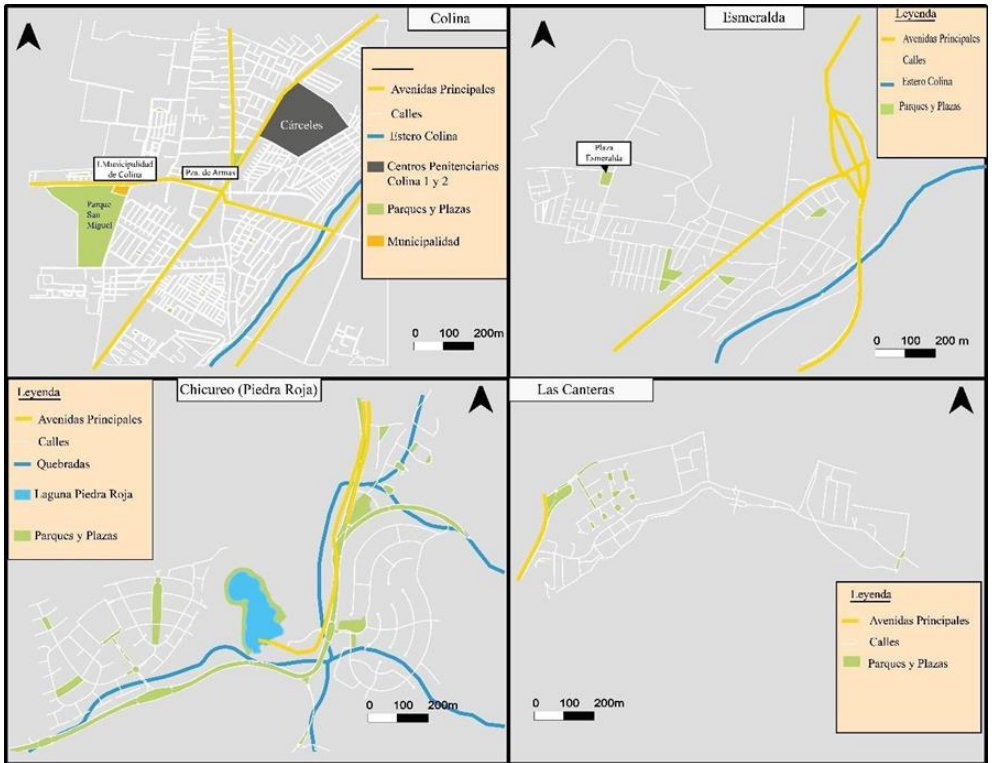 Colina
Avenidas Principales
Calles
Estero Colina
Centros Penitenciarios
Colina 1 y 2
Parques y Plazas
Municipalidad
Cárceles
I.Municipalidad
de Colina
Pza. de Armas
Parque
San
Miguel
0 100 200m
Esmeralda
Leyenda
Avenidas Principales
Calles
Estero Colina
Parques y Plazas
Plaza
Esmeralda
0 100 200 m
Chicureo (Piedra Roja)
Leyenda
Avenidas Principales
Calles
Quebradas
Laguna Piedra Roja
Parques y Plazas
0 100 200m
Las Canteras
Leyenda
Avenidas Principales
Calles
Parques y Plazas
0 100 200m